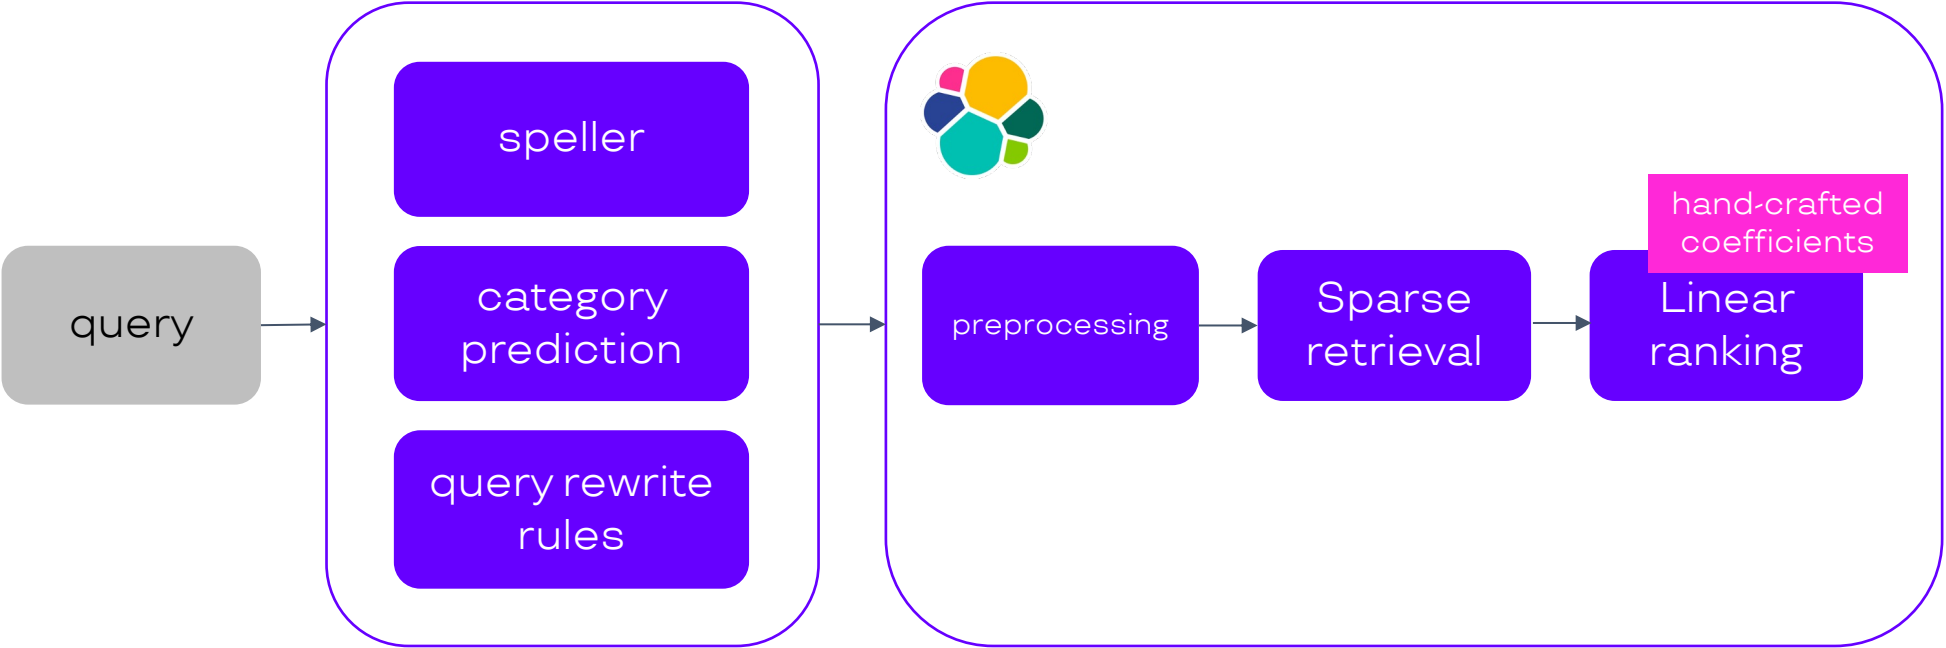 query
speller
category
prediction
query rewrite
rules
preprocessing
Sparse
retrieval
hand-crafted
coefficients
Linear
ranking